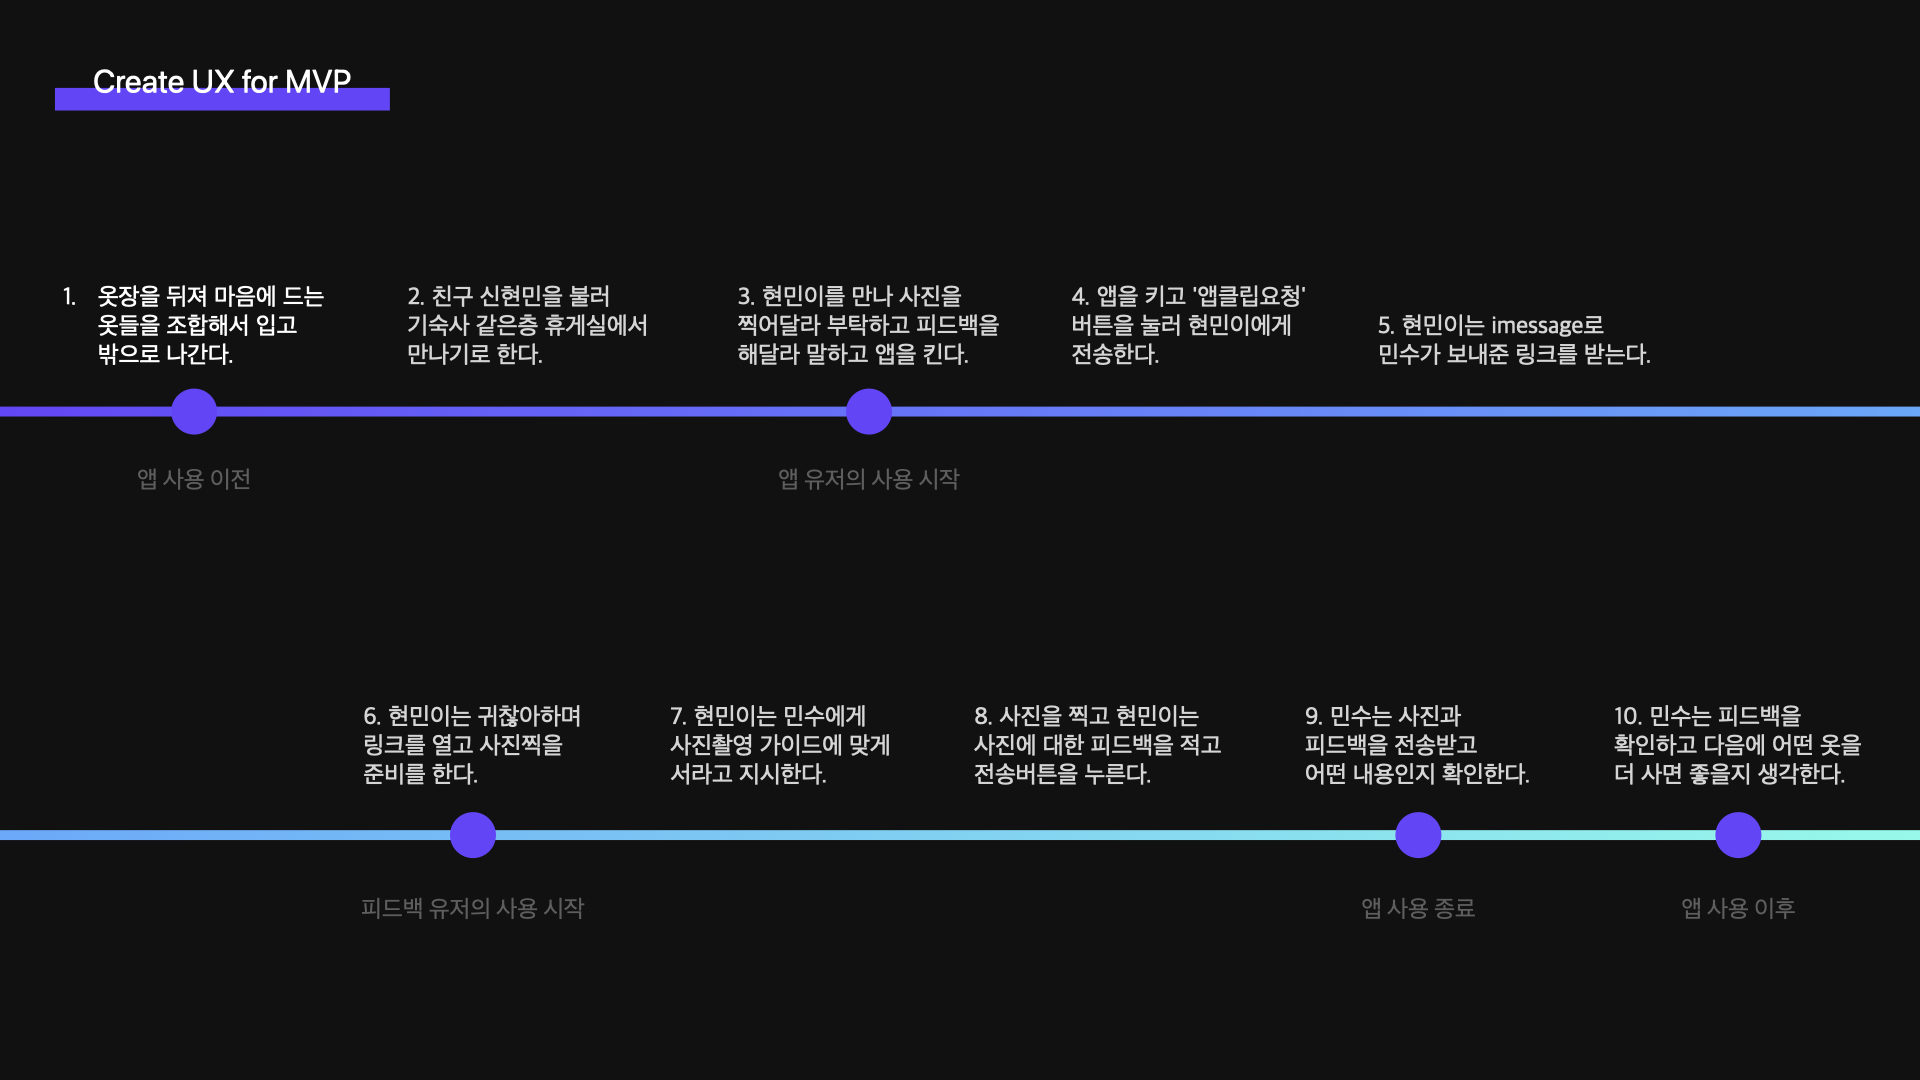 Create UX for MVP
1. 옷장을 뒤져 마음에 드는
옷들을 조합해서 입고
밖으로 나간다.
2. 친구 신현민을 불러
기숙사 같은층 휴게실에서
만나기로 한다.
3. 현민이를 만나 사진을
찍어달라 부탁하고 피드백을
해달라 말하고 앱을 킨다.
4. 앱을 키고 '앱클립요청'
버튼을 눌러 현민이에게
전송한다.
5. 현민이는 imessage로
민수가 보내준 링크를 받는다.
앱 사용 이전
앱 유저의 사용 시작
6. 현민이는 귀찮아하며
링크를 열고 사진찍을
준비를 한다.
7. 현민이는 민수에게
사진촬영 가이드에 맞게
서라고 지시한다.
8. 사진을 찍고 현민이는
사진에 대한 피드백을 적고
전송버튼을 누른다.
9. 민수는 사진과
피드백을 전송받고
어떤 내용인지 확인한다.
10. 민수는 피드백을
확인하고 다음에 어떤 옷을
더 사면 좋을지 생각한다.
피드백 유저의 사용 시작
앱 사용 종료
앱 사용 이후